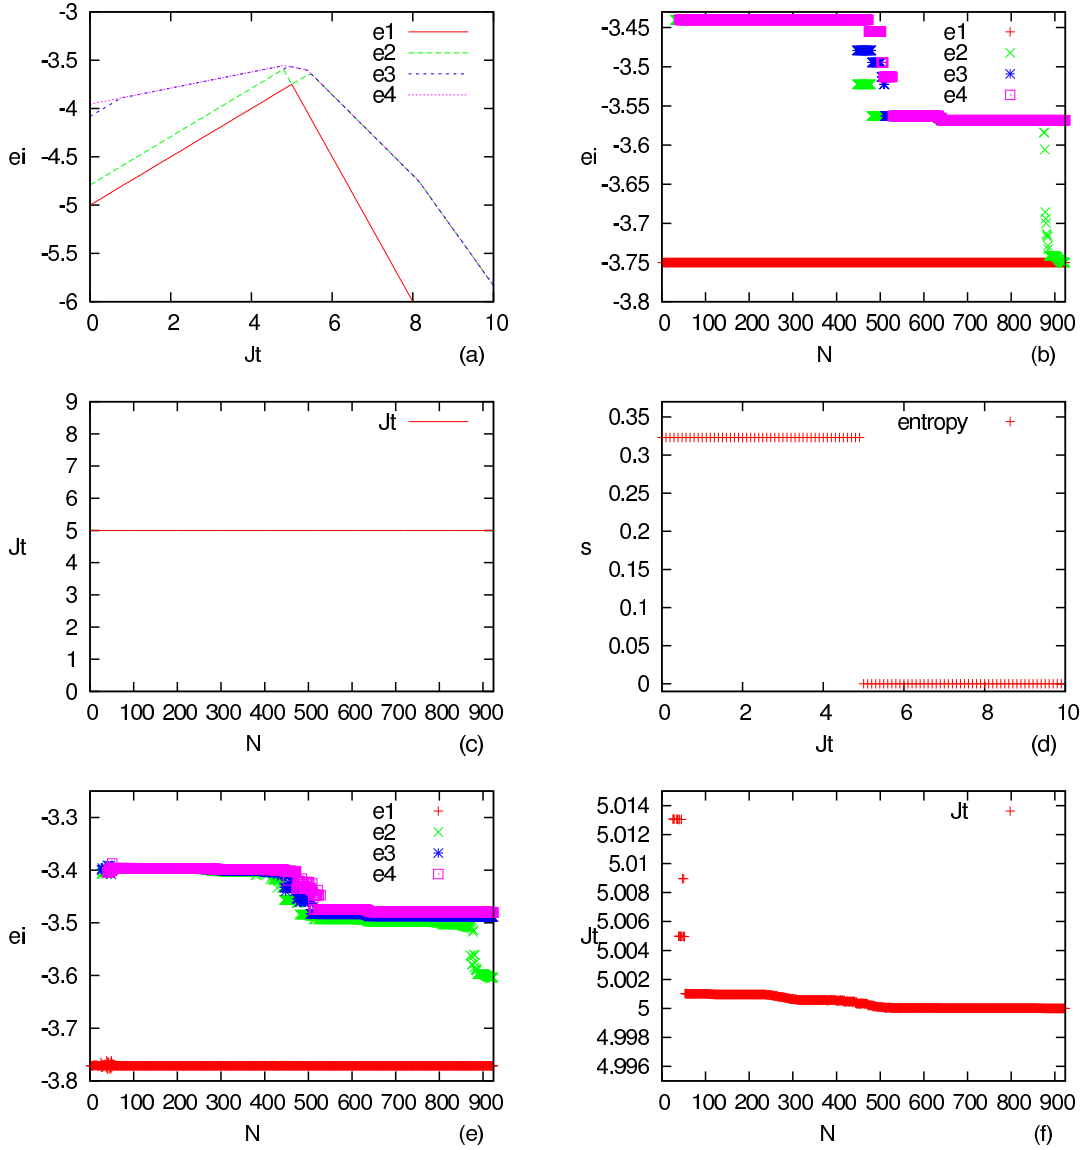 -3
-3.5
-4
-4.5
-5
-5.5
-6
ei
0 2 4 6 8 10
Jt
(a)
e1
e2
e3
e4
-3.45
-3.5
-3.55
-3.6
-3.65
-3.7
-3.75
-3.8
ei
0 100 200 300 400 500 600 700 800 900
N
(b)
e1
e2
e3
e4
9
8
7
6
5
4
3
2
1
0
Jt
0 100 200 300 400 500 600 700 800 900
N
(c)
Jt
0.35
0.3
0.25
0.2
0.15
0.1
0.05
0
s
0 2 4 6 8 10
Jt
(d)
entropy
-3.3
-3.4
-3.5
-3.6
-3.7
-3.8
ei
0 100 200 300 400 500 600 700 800 900
N
(e)
e1
e2
e3
e4
5.014
5.012
5.01
5.008
5.006
5.004
5.002
5
4.998
4.996
Jt
0 100 200 300 400 500 600 700 800 900
N
(f)
Jt